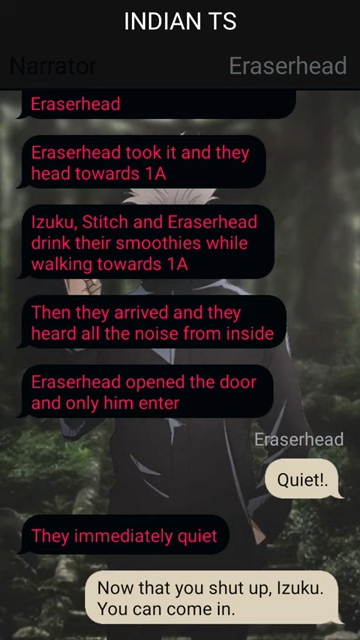 INDIAN TS
Narrator
Eraserhead
Eraserhead
Eraserhead took it and they
head towards 1A
Izuku, Stitch and Eraserhead
drink their smoothies while
walking towards 1A
Then they arrived and they
heard all the noise from inside
Eraserhead opened the door
and only him enter
Eraserhead
Quiet!.
They immediately quiet
Now that you shut up, Izuku.
You can come in.